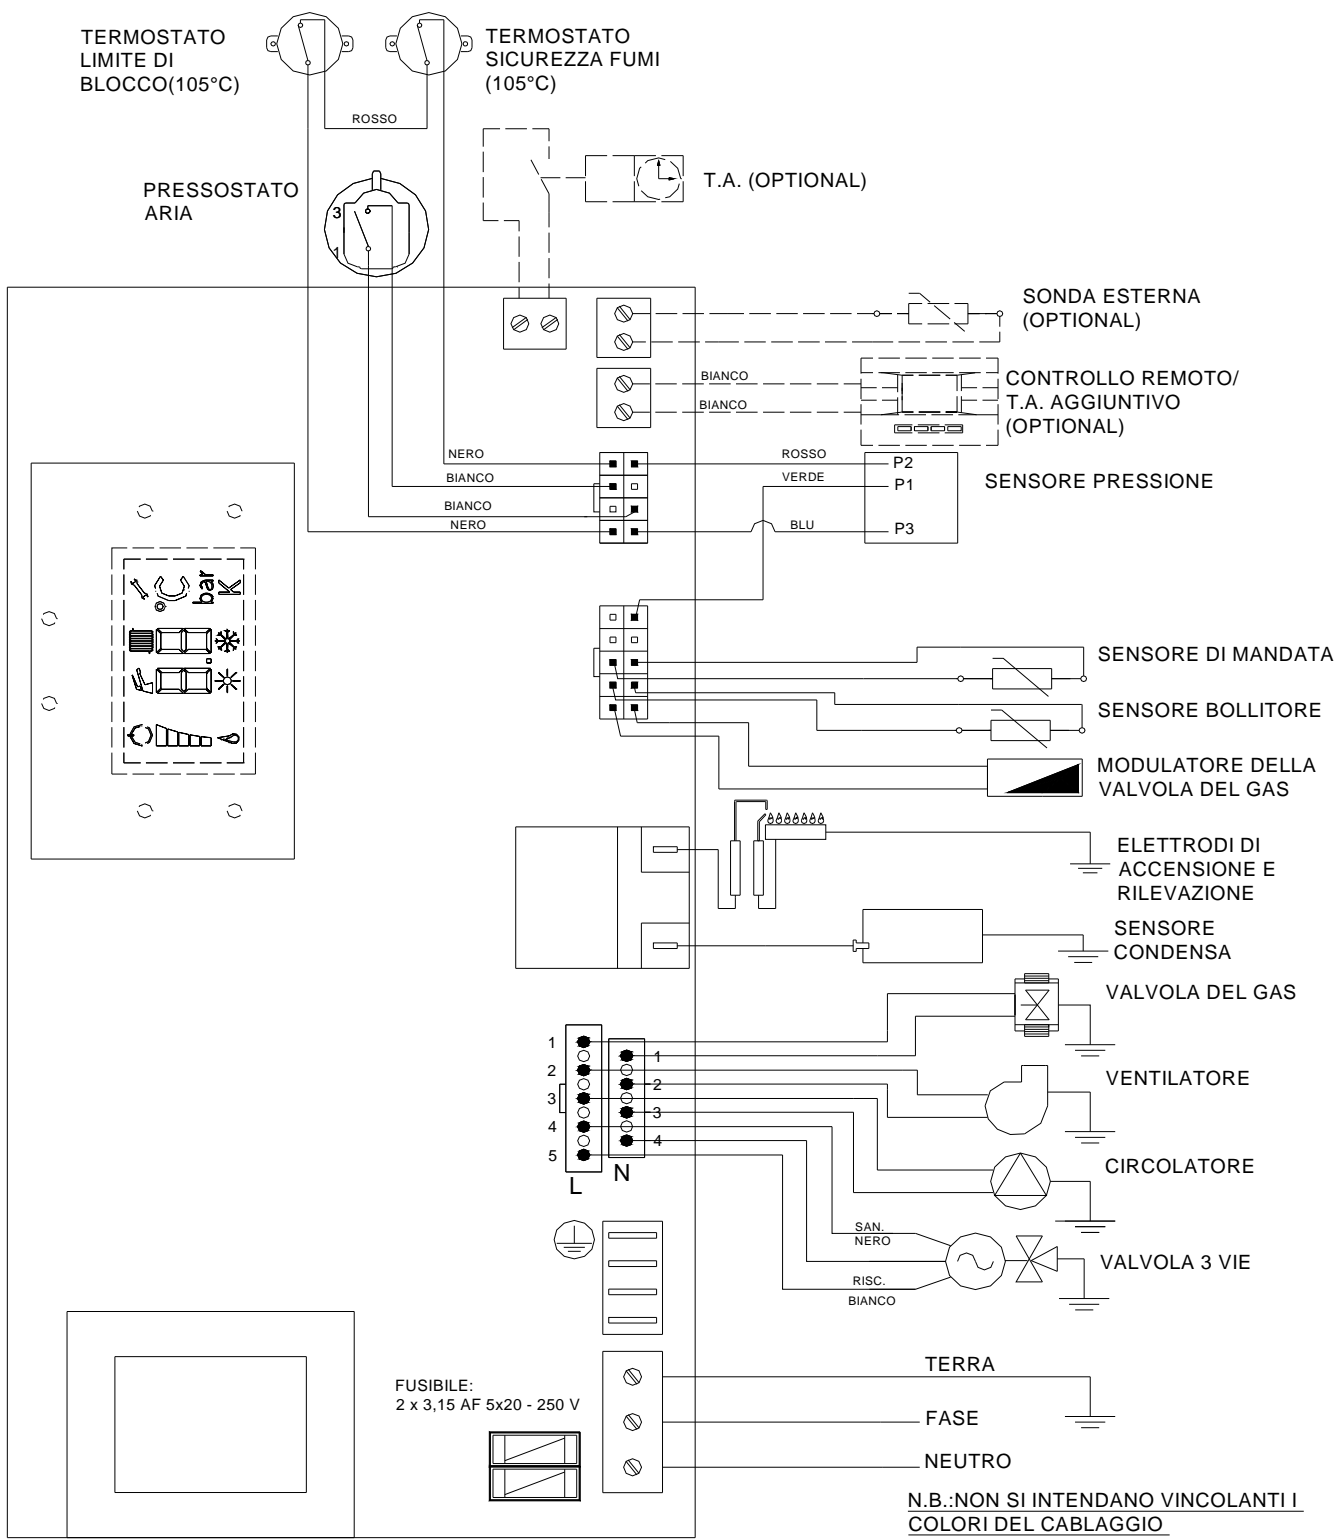 TERMOSTATO
LIMITE DI
BLOCCO(105°C)
TERMOSTATO
SICUREZZA FUMI
(105°C)
ROSSO
PRESSOSTATO
ARIA
3
1
T.A. (OPTIONAL)
SONDA ESTERNA
(OPTIONAL)
BIANCO
BIANCO
CONTROLLO REMOTO/
T.A. AGGIUNTIVO
(OPTIONAL)
NERO
BIANCO
BIANCO
NERO
ROSSO
VERDE
BLU
P2
P1
P3
SENSORE PRESSIONE
°C
bar
K
SENSORE DI MANDATA
SENSORE BOLLITORE
MODULATORE DELLA
VALVOLA DEL GAS
ELETTRODI DI
ACCENSIONE E
RILEVAZIONE
SENSORE
CONDENSA
VALVOLA DEL GAS
1
2
3
4
5
L
1
2
3
4
N
VENTILATORE
CIRCOLATORE
SAN.
NERO
RISC.
BIANCO
VALVOLA 3 VIE
FUSIBILE:
2 x 3,15 AF 5x20 - 250 V
TERRA
FASE
NEUTRO
N.B.:NON SI INTENDANO VINCOLANTI I
COLORI DEL CABLAGGIO